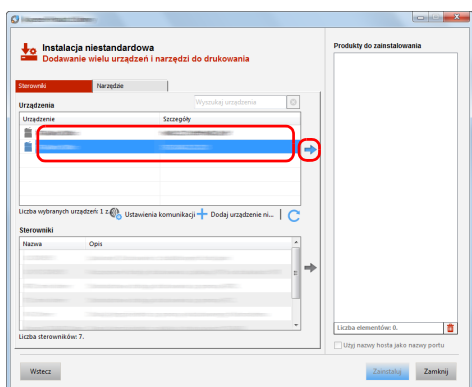 Instalacja niestandardowa
Dodawanie wielu urządzeń i narzędzi do drukowania
Produkty do zainstalowania
Sterowniki
Narzędzie
Urządzenia
Wyszukaj urządzenia
Urządzenie
Szczegóły
Liczba wybranych urządzeń: 1 z
Ustawienia komunikacji
Dodaj urządzenie ni...
Sterowniki
Nazwa
Opis
Liczba sterowników: 7.
Liczba elementów: 0.
Użyj nazwy hosta jako nazwy portu
Wstecz
Zainstaluj
Zamknij